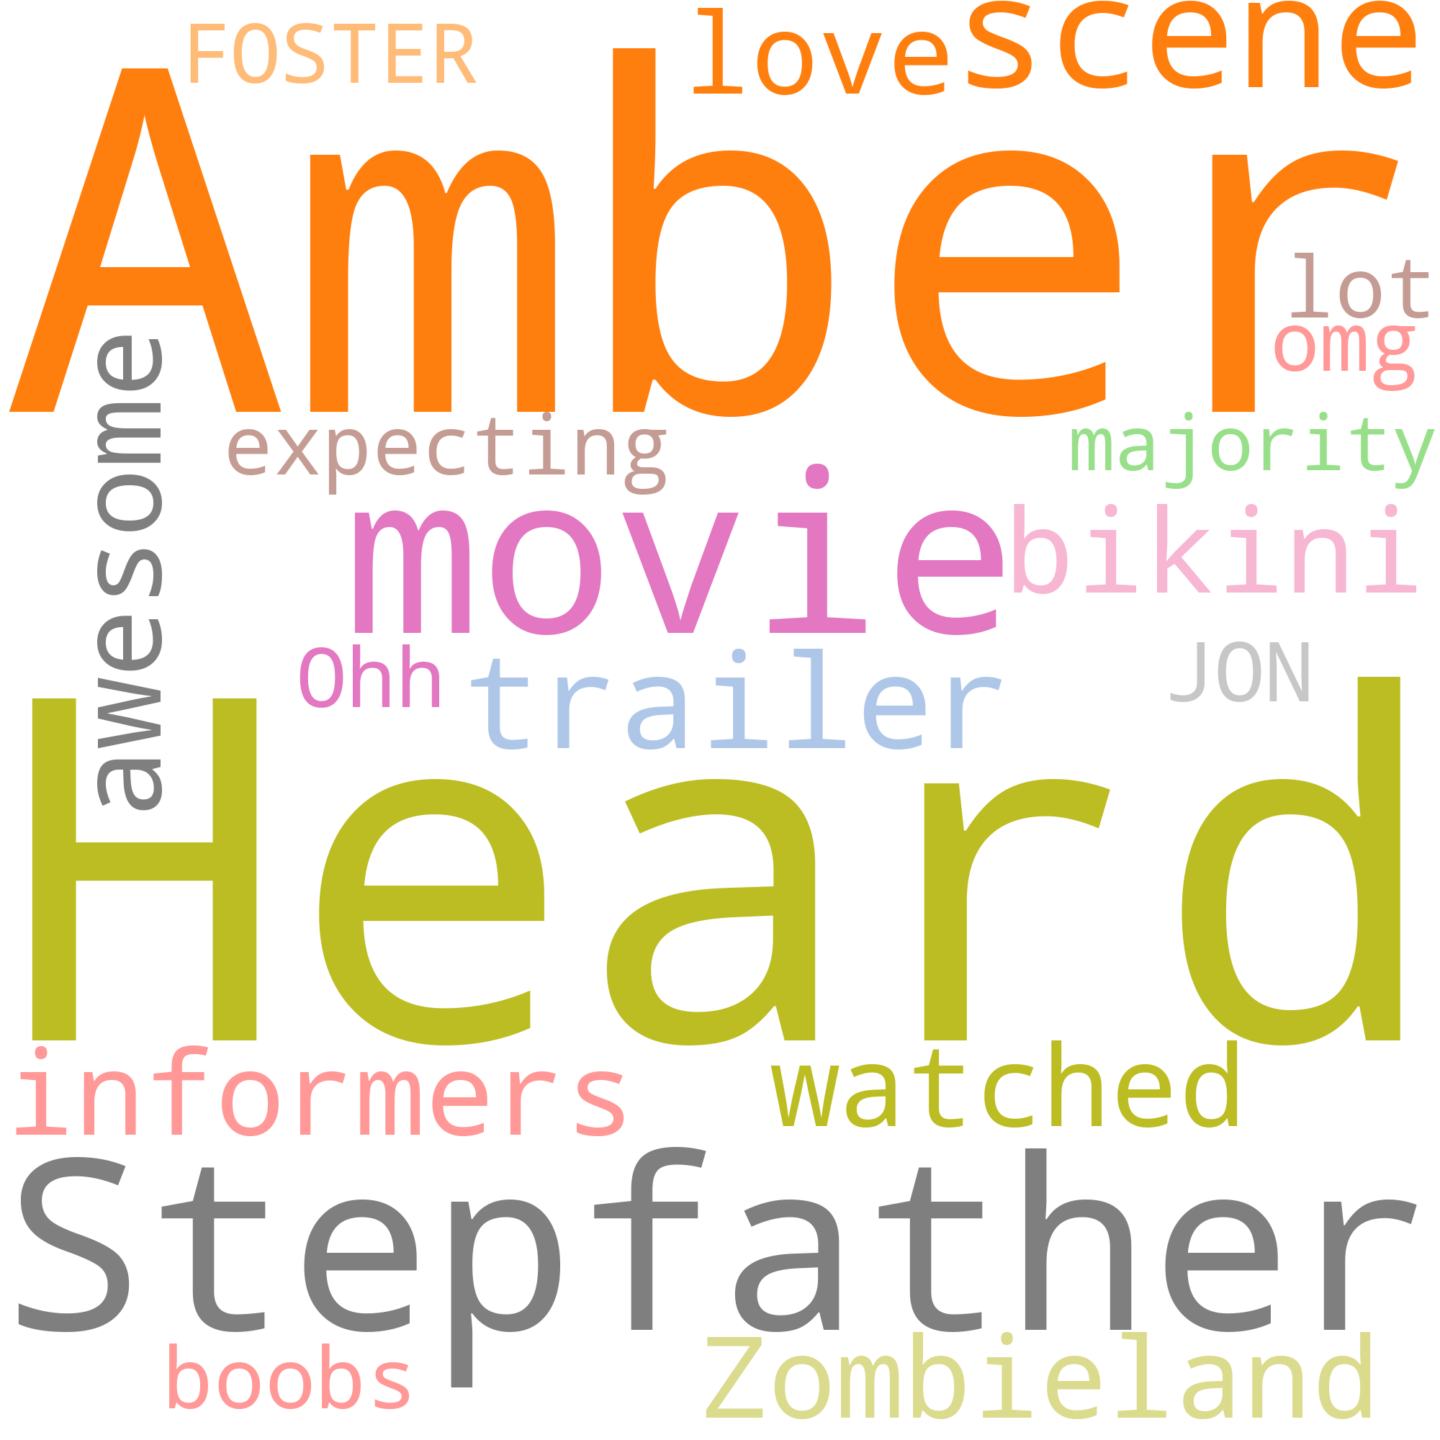 FOSTER
love
scene
Amber
lot
omg
awesome
expecting
majority
movie
bikini
Ohh
trailer
JON
Heard
informers
watched
Stepfather
boobs
Zombieland